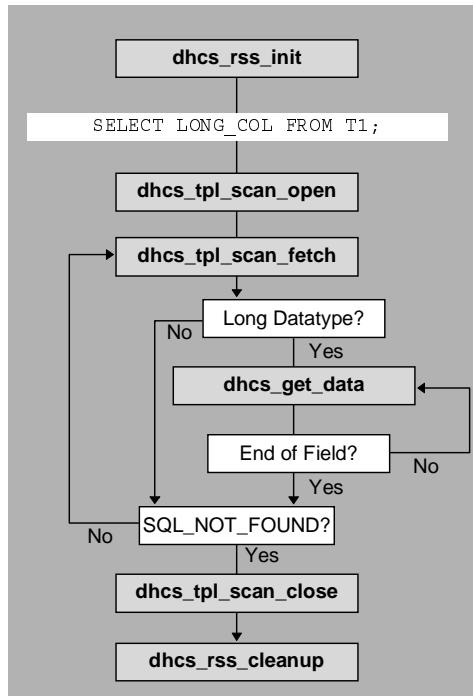 dhcs_rss_init
SELECT LONG_COL FROM T1;
dhcs_tpl_scan_open
dhcs_tpl_scan_fetch
Long Datatype?
No
Yes
dhcs_get_data
End of Field?
No
Yes
SQL_NOT_FOUND?
No
Yes
dhcs_tpl_scan_close
dhcs_rss_cleanup